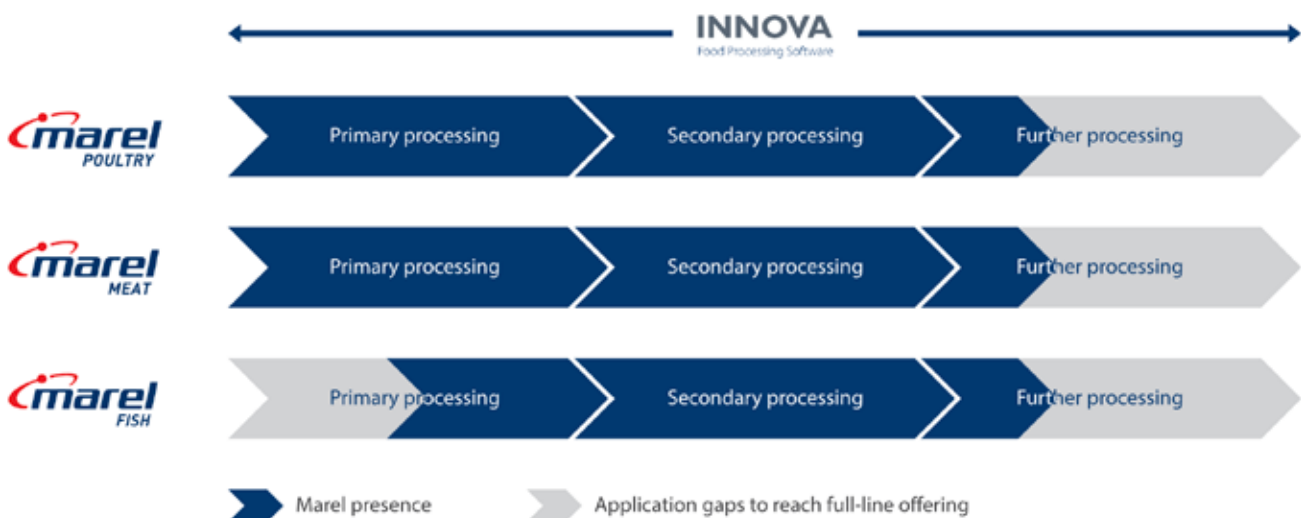 INNOVA
Food Processing Software
marel
POULTRY
Primary processing
Secondary processing
Further processing
marel
MEAT
Primary processing
Secondary processing
Further processing
marel
FISH
Primary processing
Secondary processing
Further processing
Marel presence
Application gaps to reach full-line offering